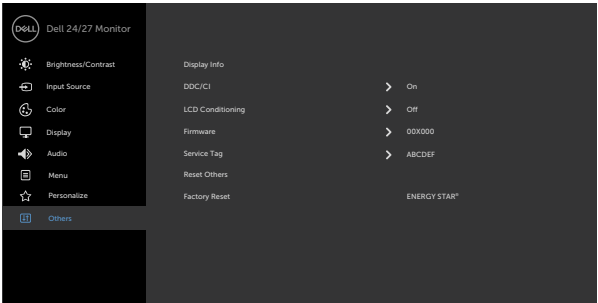 DELL
Dell 24/27 Monitor
Brightness/Contrast
Display Info
Input Source
DDC/CI
On
Color
LCD Conditioning
Off
Display
Firmware
00X000
Audio
Service Tag
ABCDEF
Menu
Reset Others
Personalize
Factory Reset
ENERGY STAR®
Others